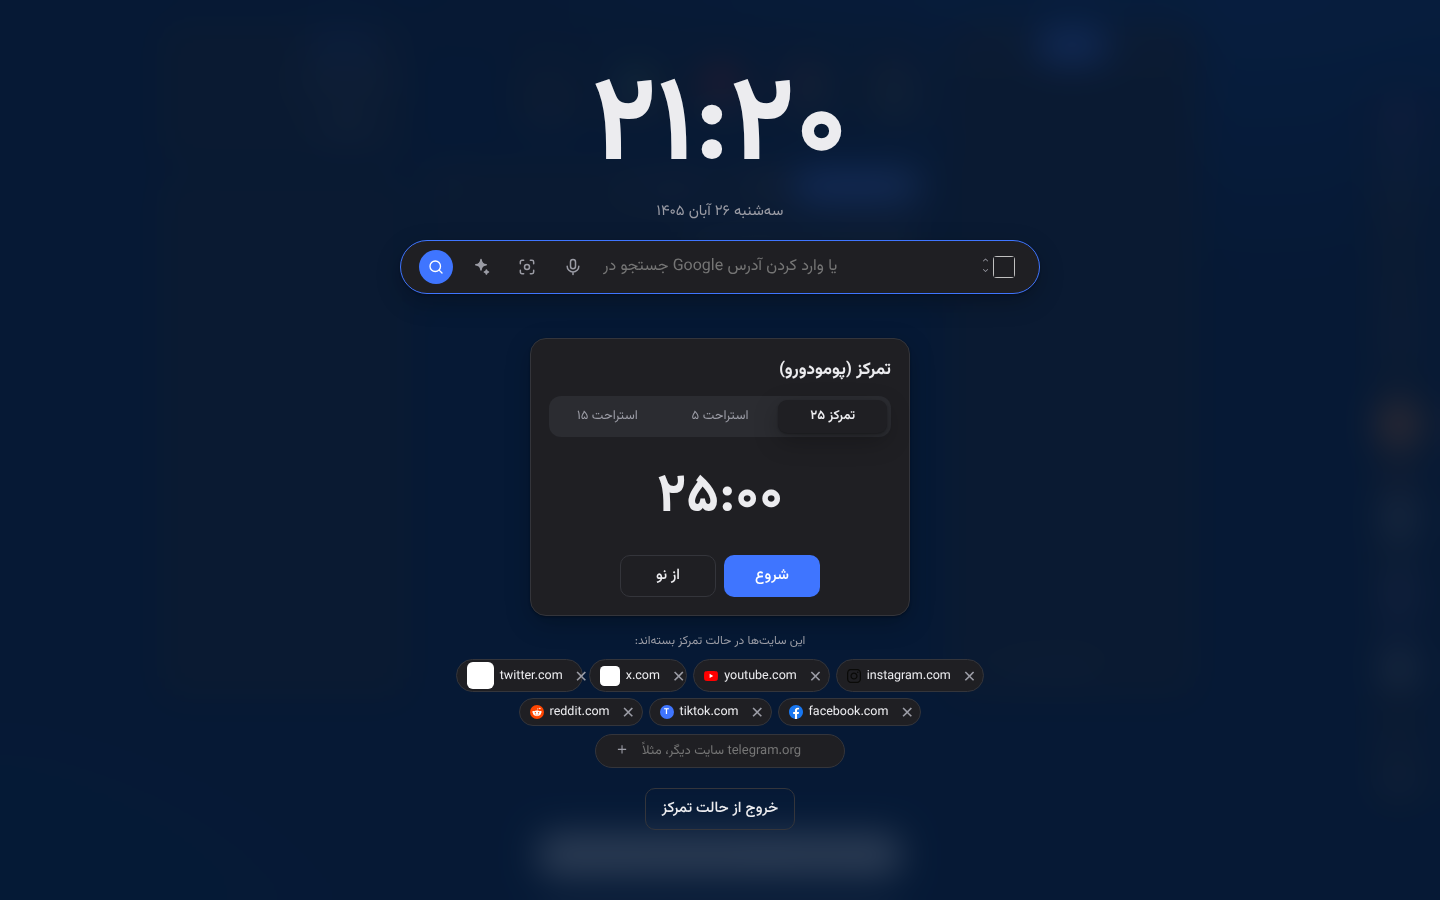 ۲۱:۲۰
سه‌شنبه ۲۶ آبان ۱۴۰۵
جستجو در Google یا وارد کردن آدرس
تمرکز (پومودورو)
تمرکز ۲۵ استراحت ۵ استراحت ۱۵
۲۵:۰۰
شروع از نو
این سایت‌ها در حالت تمرکز بسته‌اند:
instagram.com youtube.com x.com twitter.com
facebook.com T tiktok.com reddit.com
سایت دیگر، مثلاً telegram.org +
خروج از حالت تمرکز